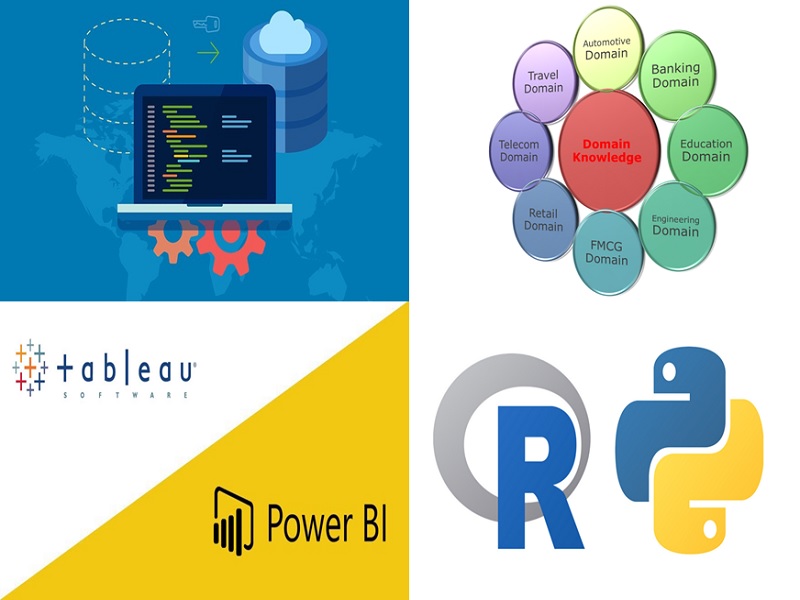 Automotive
Domain
Banking
Domain
Education
Domain
Engineering
Domain
FMCG
Domain
Retail
Domain
Telecom
Domain
Travel
Domain
Domain
Knowledge
+ableau®
SOFTWARE
Power BI
R